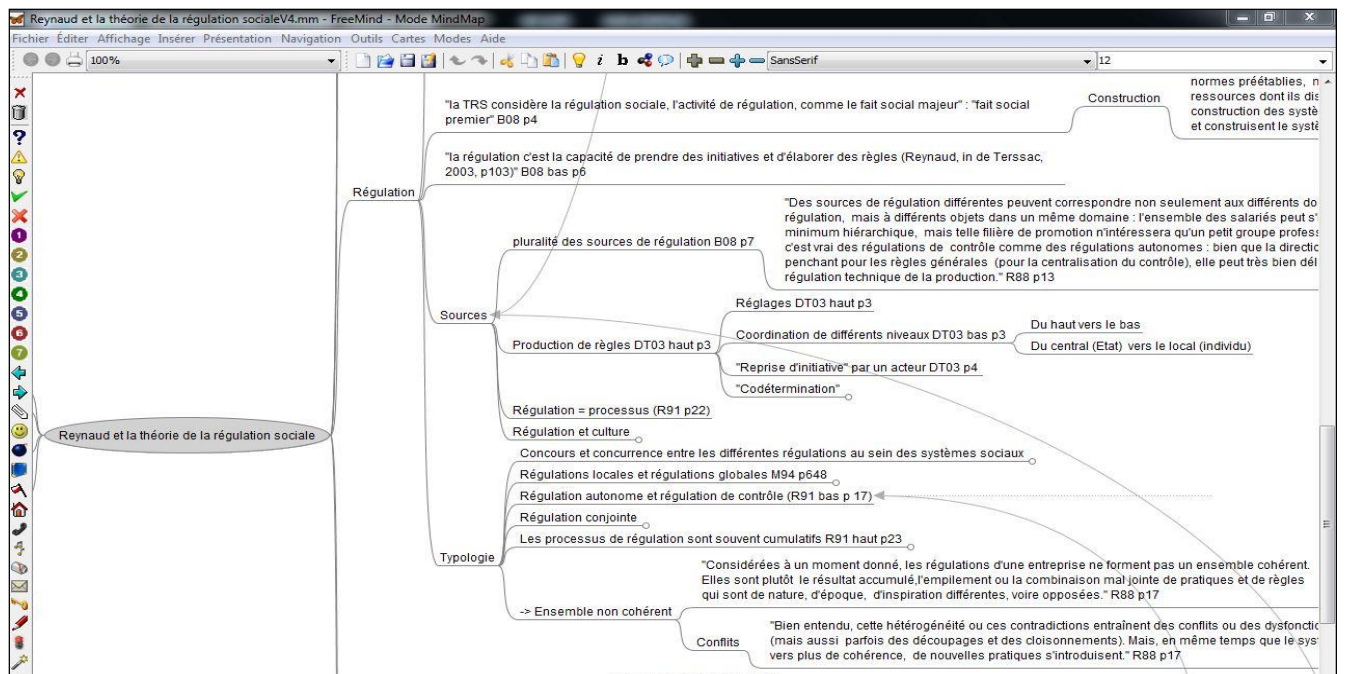 Reynaud et la théorie de la régulation socialeV4.mm - FreeMind - Mode MindMap
Fichier Éditer Affichage Insérer Présentation Navigation Outils Cartes Modes Aide
100%
i b
SansSerif
12
normes préétablies,
"la TRS considère la régulation sociale, l'activité de régulation, comme le fait social majeur" : "fait social
premier" B08 p4
Construction
ressources dont ils dis
construction des systè
et construisent le systè
"la régulation c'est la capacité de prendre des initiatives et d'élaborer des règles (Reynaud, in de Terssac,
2003, p103)" B08 bas p6
Régulation
"Des sources de régulation différentes peuvent correspondre non seulement aux différents do
régulation, mais à différents objets dans un même domaine : l'ensemble des salariés peut s'
minimum hiérarchique, mais telle filière de promotion n'intéressera qu'un petit groupe profess
c'est vrai des régulations de contrôle comme des régulations autonomes : bien que la directio
penchant pour les règles générales (pour la centralisation du contrôle), elle peut très bien dél
régulation technique de la production." R88 p13
pluralité des sources de régulation B08 p7
Sources
Réglages DT03 haut p3
Production de règles DT03 haut p3
Coordination de différents niveaux DT03 bas p3
Du haut vers le bas
Du central (Etat) vers le local (individu)
"Reprise d'initiative" par un acteur DT03 p4
"Codétermination"
Régulation = processus (R91 p22)
Régulation et culture
Reynaud et la théorie de la régulation sociale
Concours et concurrence entre les différentes régulations au sein des systèmes sociaux
Régulations locales et régulations globales M94 p648
Régulation autonome et régulation de contrôle (R91 bas p 17)
Régulation conjointe
Les processus de régulation sont souvent cumulatifs R91 haut p23
Typologie
"Considérées à un moment donné, les régulations d'une entreprise ne forment pas un ensemble cohérent.
Elles sont plutôt le résultat accumulé,l'empilement ou la combinaison mal jointe de pratiques et de règles
qui sont de nature, d'époque, d'inspiration différentes, voire opposées." R88 p17
-> Ensemble non cohérent
Conflits
"Bien entendu, cette hétérogénéité ou ces contradictions entraînent des conflits ou des dysfonctio
(mais aussi parfois des découpages et des cloisonnements). Mais, en même temps que le sys
vers plus de cohérence, de nouvelles pratiques s'introduisent." R88 p17